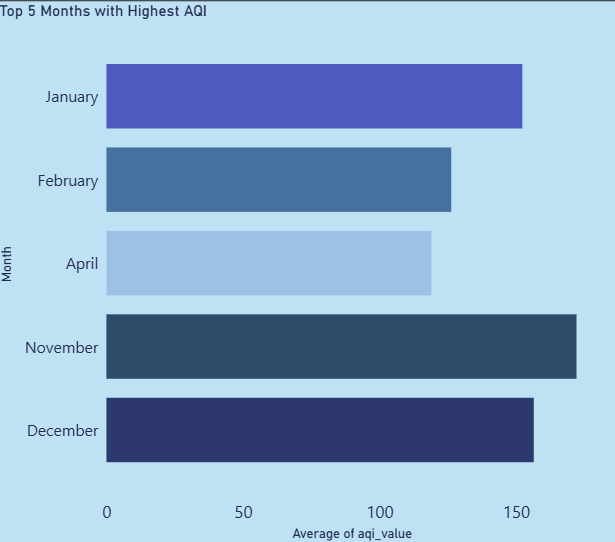 Top 5 Months with Highest AQI
January
February
April
November
December
Month
0 50 100 150
Average of aqi_value